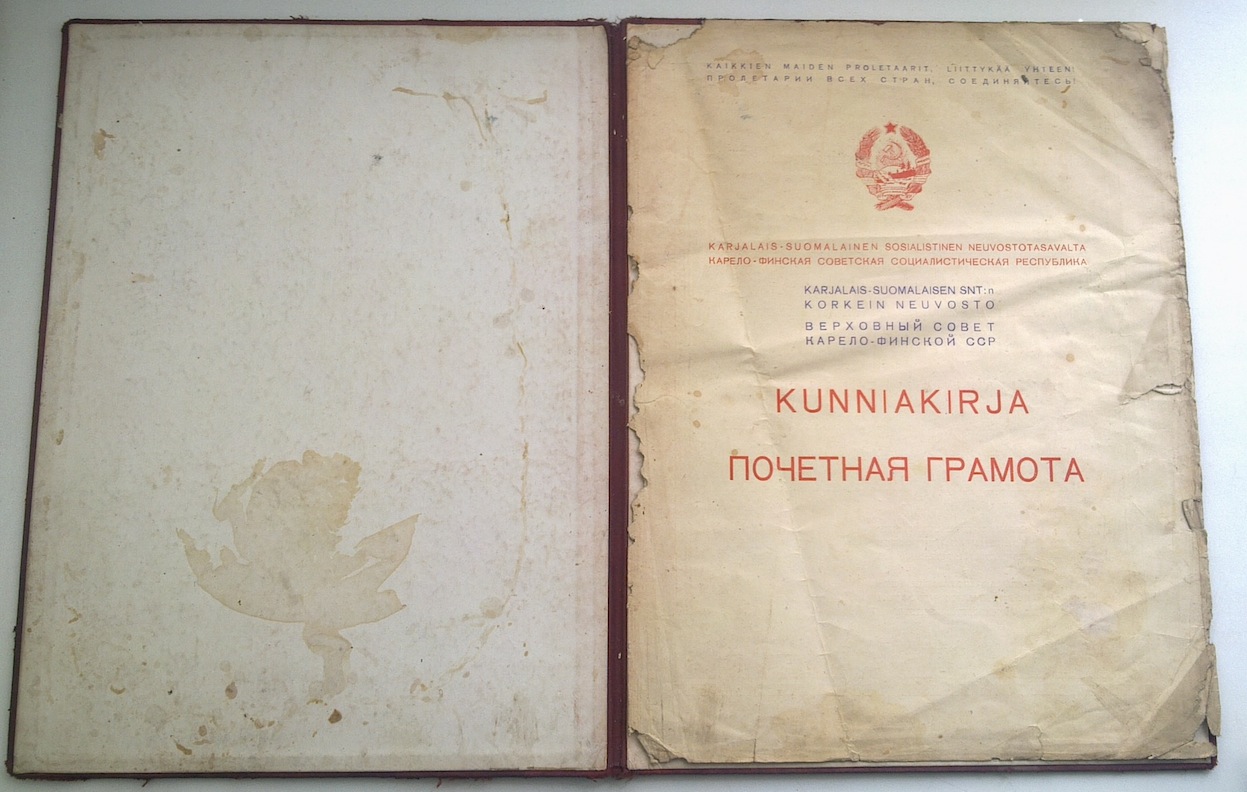 KAIKKIEN MAIDEN PROLETAARIT, LIITTYKÄÄ YHTEEN!
ПРОЛЕТАРИИ ВСЕХ СТРАН, СОЕДИНЯЙТЕСЬ!
KARJALAIS-SUOMALAINEN SOSIALISTINEN NEUVOSTOTASAVALTA
КАРЕЛО-ФИНСКАЯ СОВЕТСКАЯ СОЦИАЛИСТИЧЕСКАЯ РЕСПУБЛИКА
KARJALAIS-SUOMALAISEN SNT:n
KORKEIN NEUVOSTO
ВЕРХОВНЫЙ СОВЕТ
КАРЕЛО-ФИНСКОЙ ССР
KUNNIAKIRJA
ПОЧЕТНАЯ ГРАМОТА